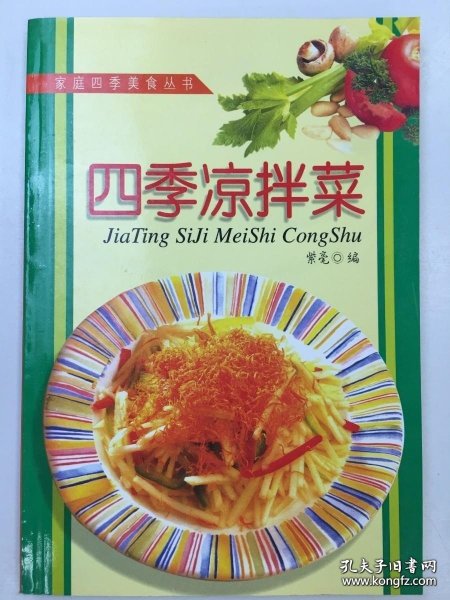 家庭四季美食丛书
四季凉拌菜
JiaTing SiJi MeiShi CongShu
紫亮◎编
孔夫子旧书网
www.kongfz.com